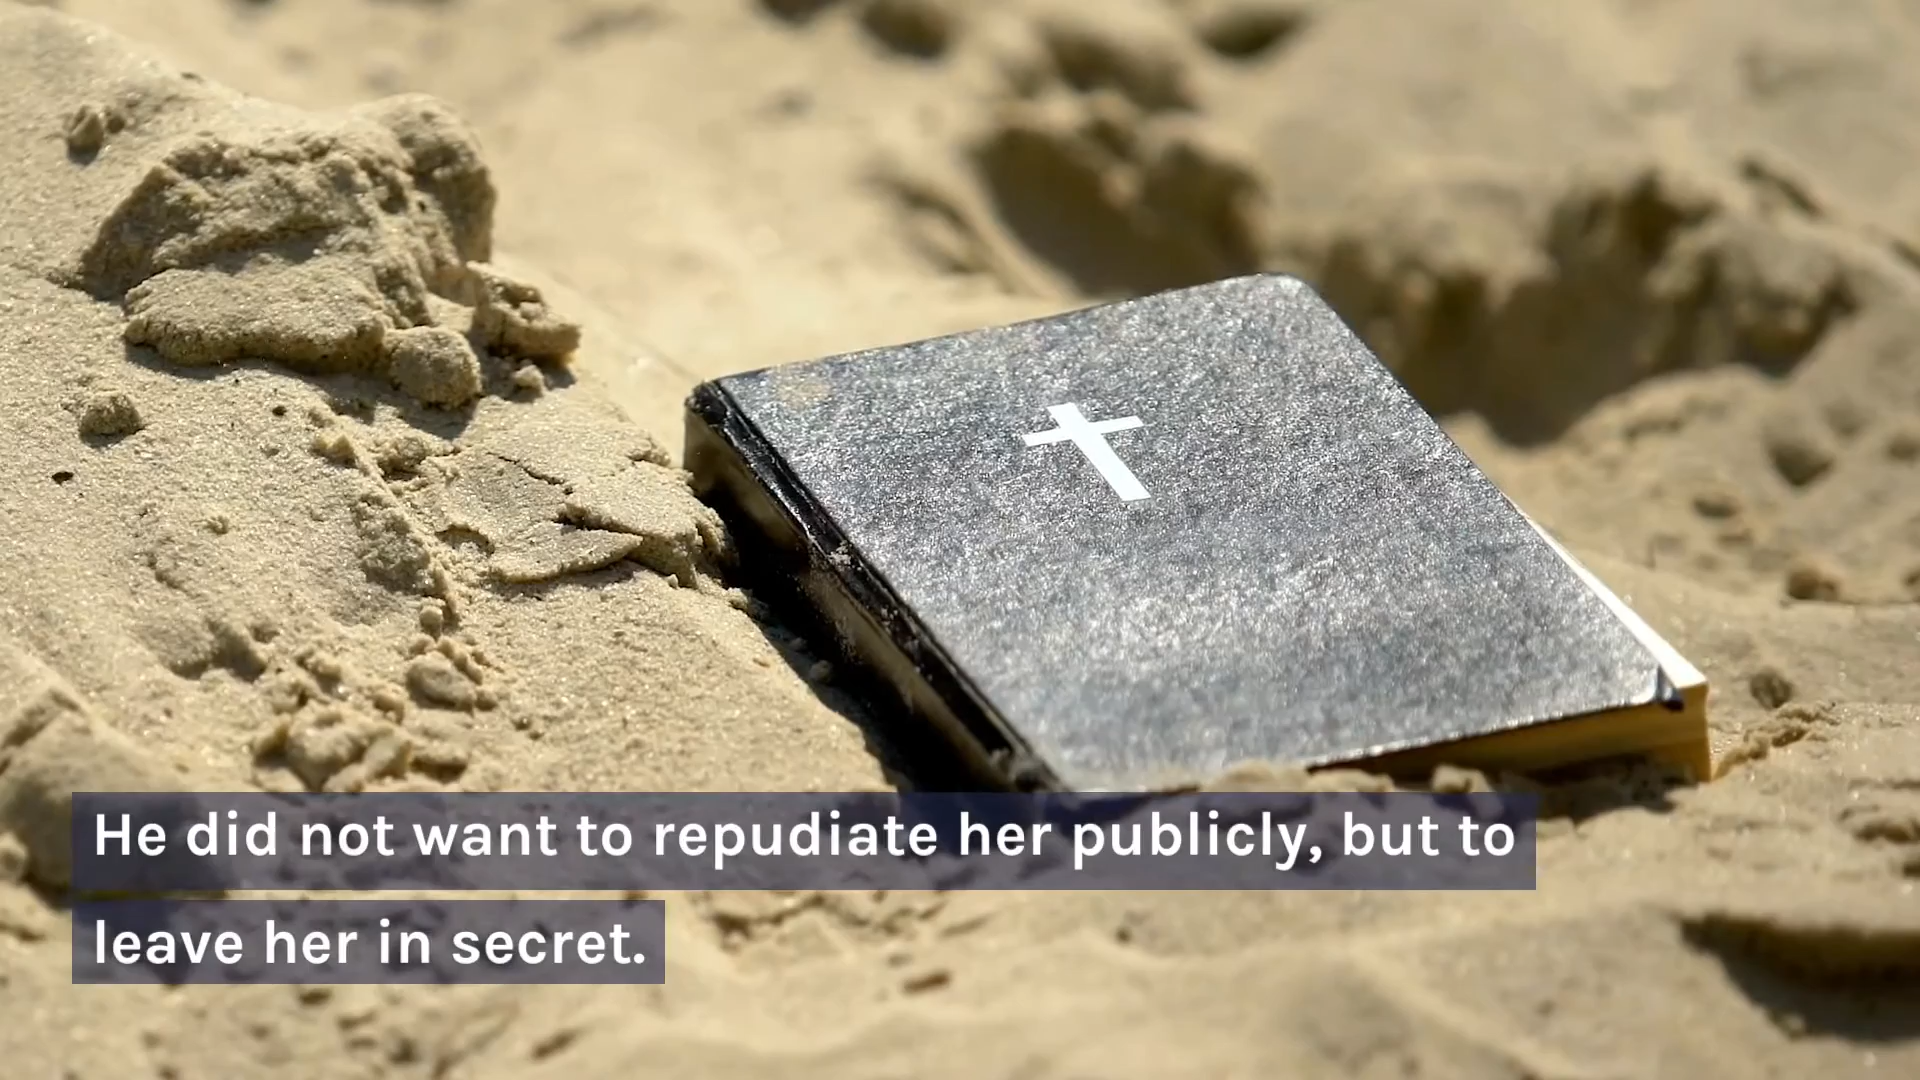 He did not want to repudiate her publicly, but to
leave her in secret.